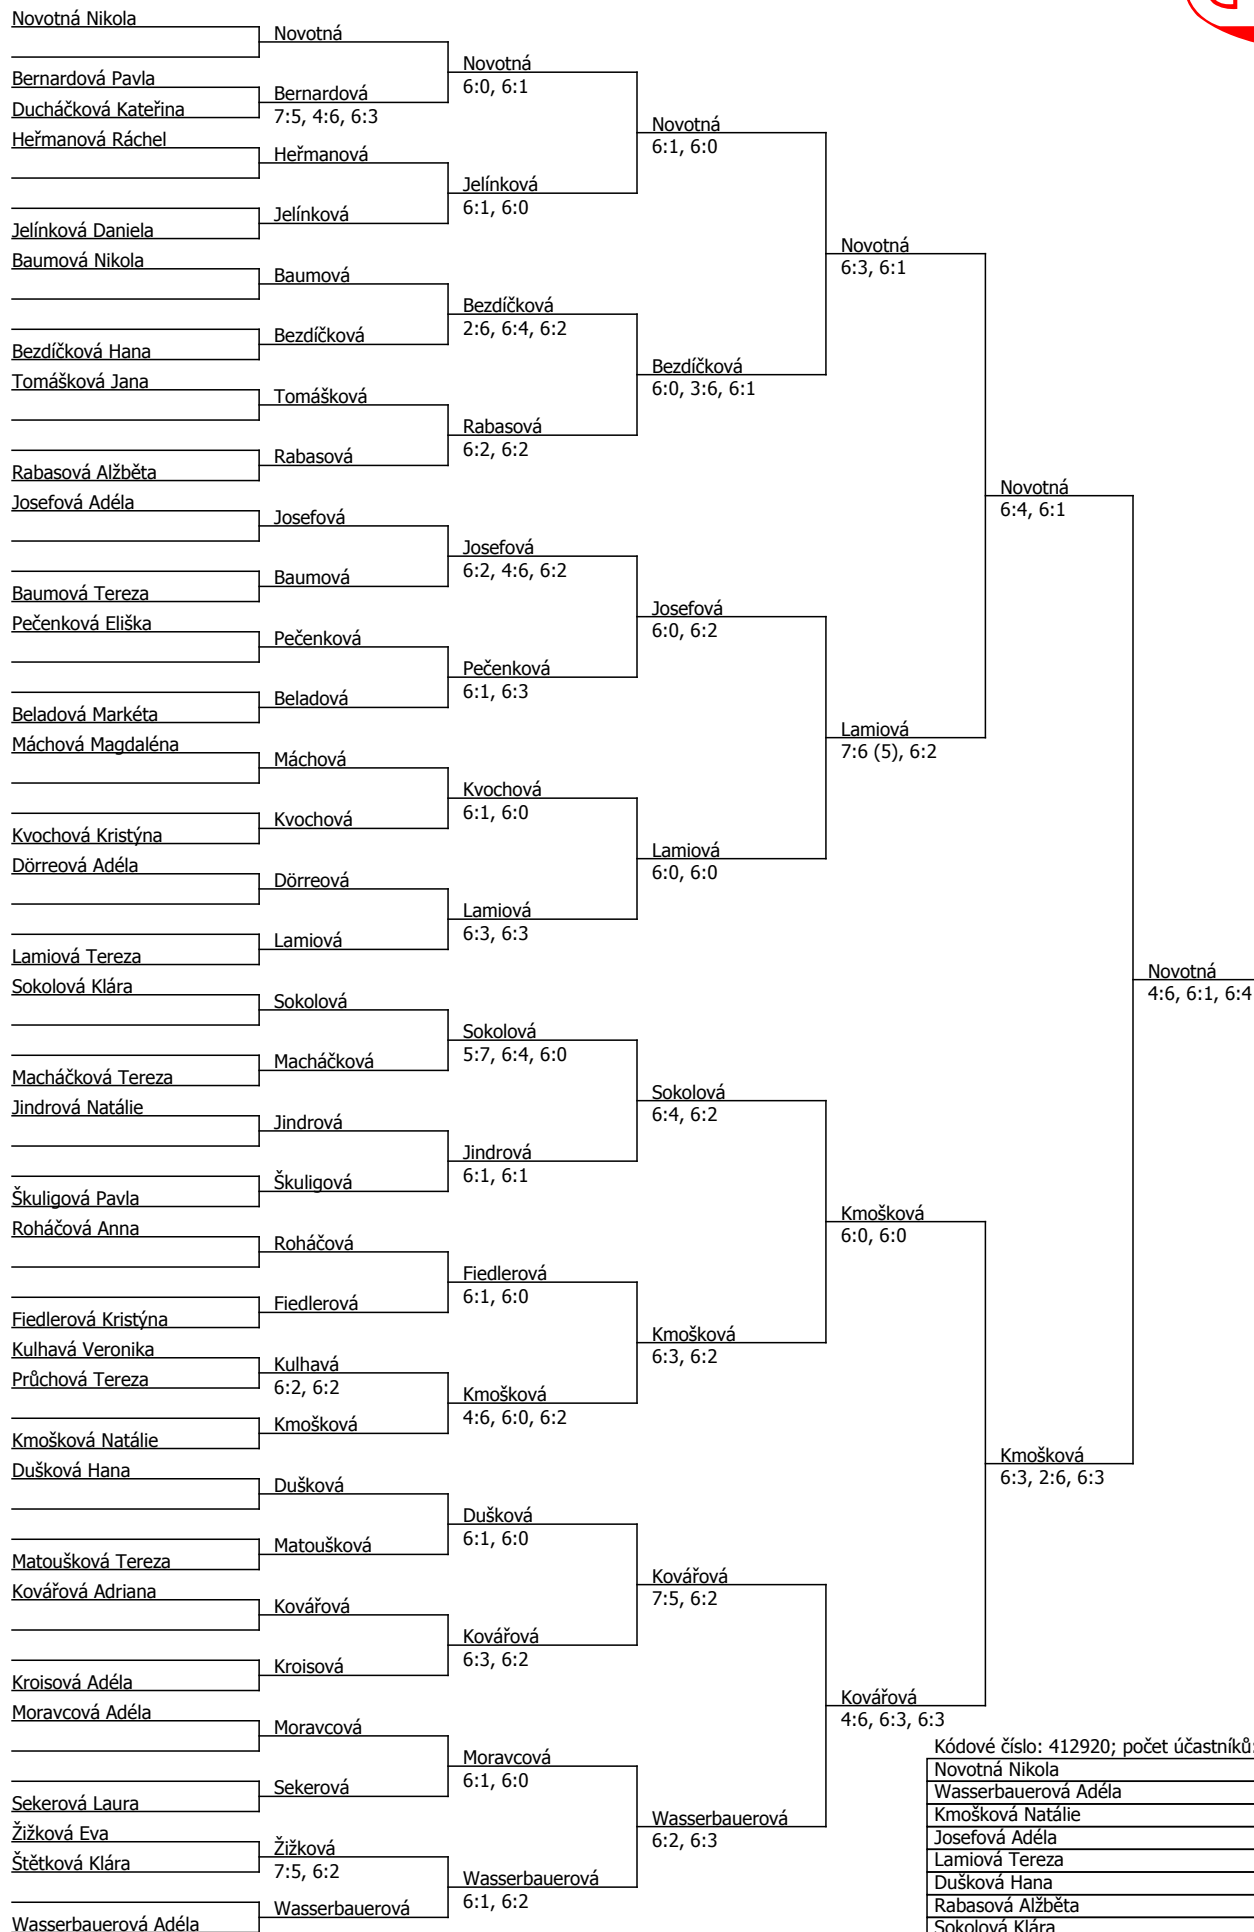 Novotná Nikola
Novotná
Novotná
6:0, 6:1
Bernardová Pavla
Ducháčková Kateřina
Bernardová
7:5, 4:6, 6:3
Novotná
6:1, 6:0
Heřmanová Ráchel
Heřmanová
Jelínková
6:1, 6:0
Jelínková Daniela
Jelínková
Novotná
6:3, 6:1
Baumová Nikola
Baumová
Bezdíčková
2:6, 6:4, 6:2
Bezdíčková Hana
Bezdíčková
Bezdíčková
6:0, 3:6, 6:1
Tomášková Jana
Tomášková
Rabasová
6:2, 6:2
Rabasová Alžběta
Rabasová
Novotná
6:4, 6:1
Josefová Adéla
Josefová
Josefová
6:2, 4:6, 6:2
Baumová Tereza
Baumová
Josefová
6:0, 6:2
Pečenková Eliška
Pečenková
Pečenková
6:1, 6:3
Beladová Markéta
Beladová
Lamiová
7:6 (5), 6:2
Máchová Magdaléna
Máchová
Kvochová
6:1, 6:0
Kvochová Kristýna
Kvochová
Lamiová
6:0, 6:0
Dörreová Adéla
Dörreová
Lamiová
6:3, 6:3
Lamiová Tereza
Lamiová
Novotná
4:6, 6:1, 6:4
Sokolová Klára
Sokolová
Sokolová
5:7, 6:4, 6:0
Macháčková Tereza
Macháčková
Sokolová
6:4, 6:2
Jindrová Natálie
Jindrová
Jindrová
6:1, 6:1
Škuligová Pavla
Škuligová
Kmošková
6:0, 6:0
Roháčová Anna
Roháčová
Fiedlerová
6:1, 6:0
Fiedlerová Kristýna
Fiedlerová
Kmošková
6:3, 6:2
Kulhavá Veronika
Průchová Tereza
Kulhavá
6:2, 6:2
Kmošková
4:6, 6:0, 6:2
Kmošková Natálie
Kmošková
Kmošková
6:3, 2:6, 6:3
Dušková Hana
Dušková
Dušková
6:1, 6:0
Matoušková Tereza
Matoušková
Kovářová
7:5, 6:2
Kovářová Adriana
Kovářová
Kovářová
6:3, 6:2
Kroisová Adéla
Kroisová
Kovářová
4:6, 6:3, 6:3
Moravcová Adéla
Moravcová
Moravcová
6:1, 6:0
Sekerová Laura
Sekerová
Wasserbauerová
6:2, 6:3
Žižková Eva
Štětková Klára
Žižková
7:5, 6:2
Wasserbauerová
6:1, 6:2
Wasserbauerová Adéla
Wasserbauerová
Kódové číslo: 412920; počet účastníků:
Novotná Nikola
Wasserbauerová Adéla
Kmošková Natálie
Josefová Adéla
Lamiová Tereza
Dušková Hana
Rabasová Alžběta
Sokolová Klára